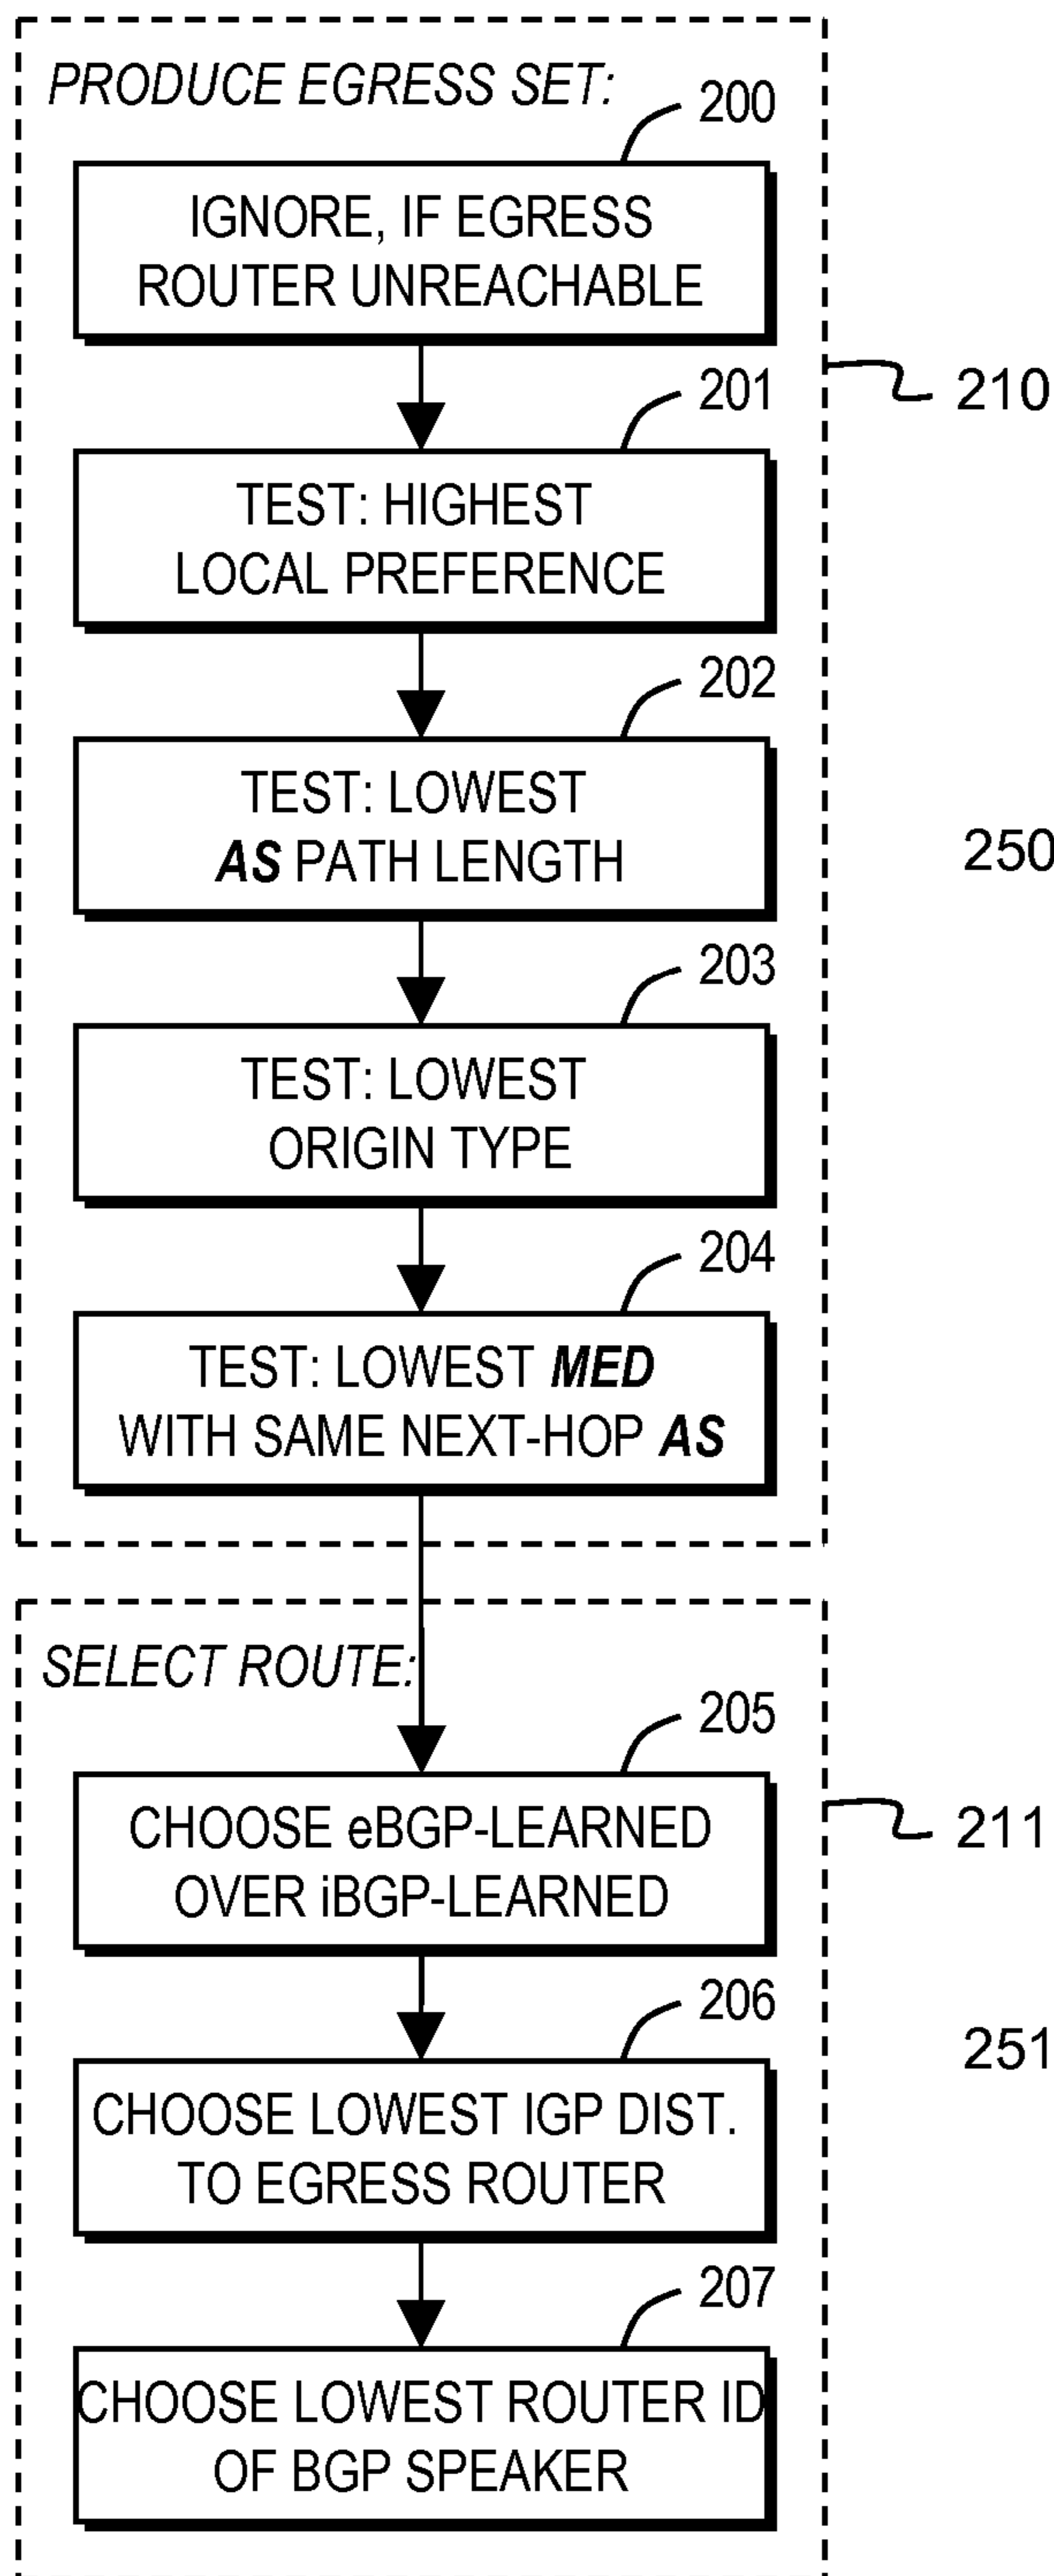 PRODUCE EGRESS SET:
200
IGNORE, IF EGRESS
ROUTER UNREACHABLE
210
201
TEST: HIGHEST
LOCAL PREFERENCE
202
TEST: LOWEST
AS PATH LENGTH
250
203
TEST: LOWEST
ORIGIN TYPE
204
TEST: LOWEST MED
WITH SAME NEXT-HOP AS
SELECT ROUTE:
205
CHOOSE eBGP-LEARNED
OVER iBGP-LEARNED
211
206
CHOOSE LOWEST IGP DIST.
TO EGRESS ROUTER
251
207
CHOOSE LOWEST ROUTER ID
OF BGP SPEAKER